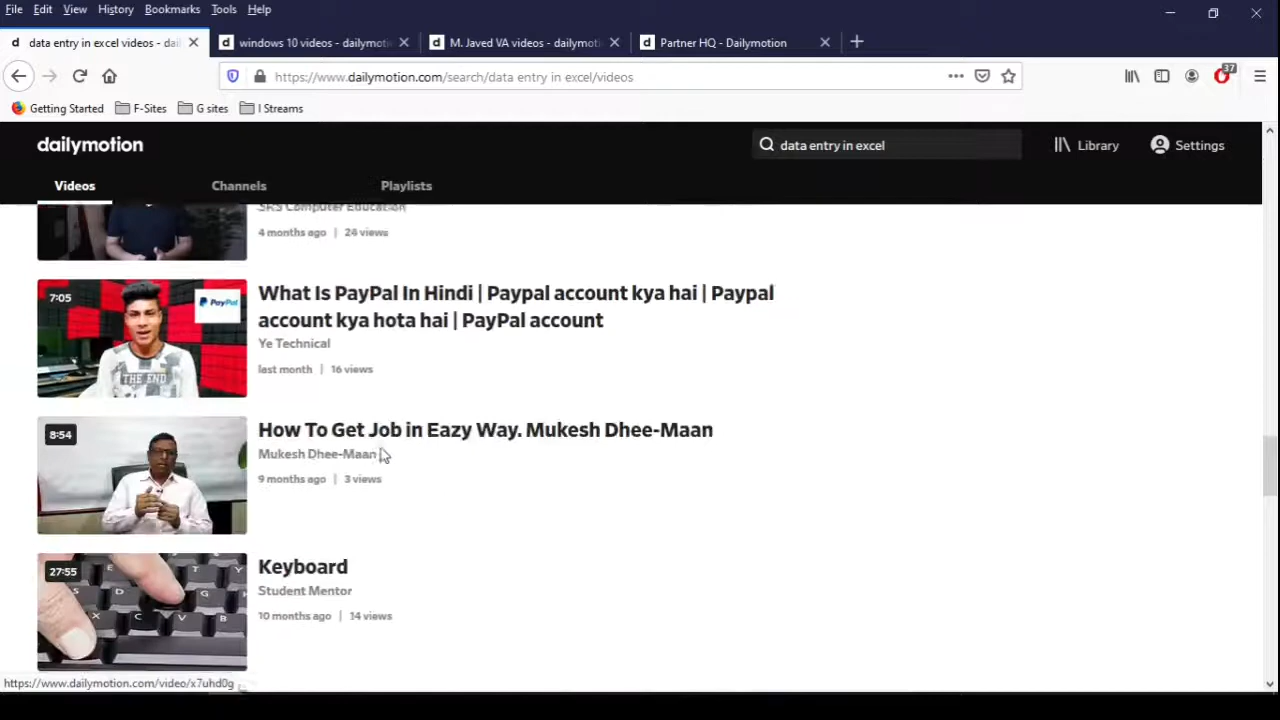 File Edit View History Bookmarks Tools Help
data entry in excel videos - dai
windows 10 videos - dailymoti
M. Javed VA videos - dailymoti
Partner HQ - Dailymotion
https://www.dailymotion.com/search/data entry in excel/videos
37
Getting Started F-Sites G sites I Streams
dailymotion
data entry in excel
Library Settings
Videos Channels Playlists
SRS Computer Education
4 months ago | 24 views
7:05
PayPal
THE END
What Is PayPal In Hindi | Paypal account kya hai | Paypal
account kya hota hai | PayPal account
Ye Technical
last month | 16 views
8:54
How To Get Job in Eazy Way. Mukesh Dhee-Maan
Mukesh Dhee-Maan
9 months ago | 3 views
27:55
Keyboard
Student Mentor
10 months ago | 14 views
https://www.dailymotion.com/video/x7uhd0g